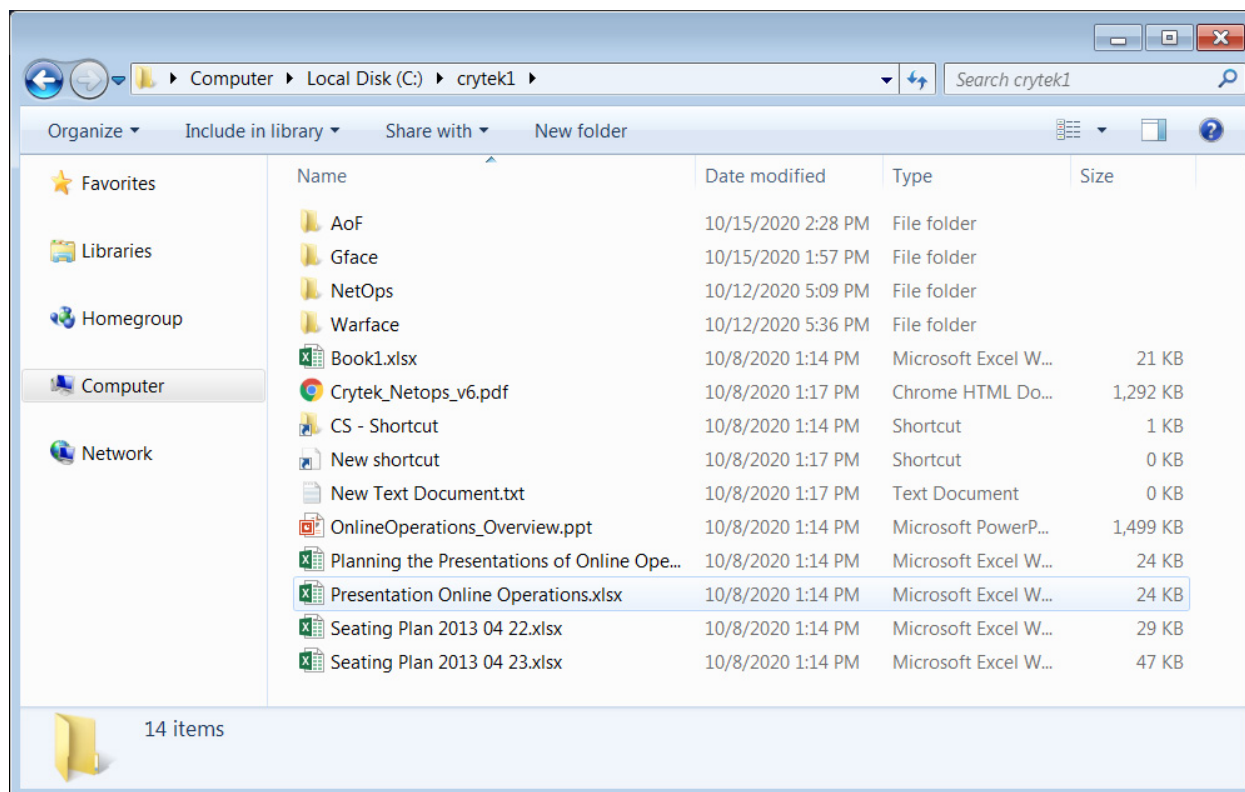 Computer Local Disk (C:) crytek1 Search crytek1
Organize Include in library Share with New folder
Favorites
Libraries
Homegroup
Computer
Network
Name Date modified Type Size
AoF 10/15/2020 2:28 PM File folder
Gface 10/15/2020 1:57 PM File folder
NetOps 10/12/2020 5:09 PM File folder
Warface 10/12/2020 5:36 PM File folder
Book1.xlsx 10/8/2020 1:14 PM Microsoft Excel W... 21 KB
Crytek_Netops_v6.pdf 10/8/2020 1:17 PM Chrome HTML Do... 1,292 KB
CS - Shortcut 10/8/2020 1:14 PM Shortcut 1 KB
New shortcut 10/8/2020 1:17 PM Shortcut 0 KB
New Text Document.txt 10/8/2020 1:17 PM Text Document 0 KB
OnlineOperations_Overview.ppt 10/8/2020 1:14 PM Microsoft PowerP... 1,499 KB
Planning the Presentations of Online Ope... 10/8/2020 1:14 PM Microsoft Excel W... 24 KB
Presentation Online Operations.xlsx 10/8/2020 1:14 PM Microsoft Excel W... 24 KB
Seating Plan 2013 04 22.xlsx 10/8/2020 1:14 PM Microsoft Excel W... 29 KB
Seating Plan 2013 04 23.xlsx 10/8/2020 1:14 PM Microsoft Excel W... 47 KB
14 items